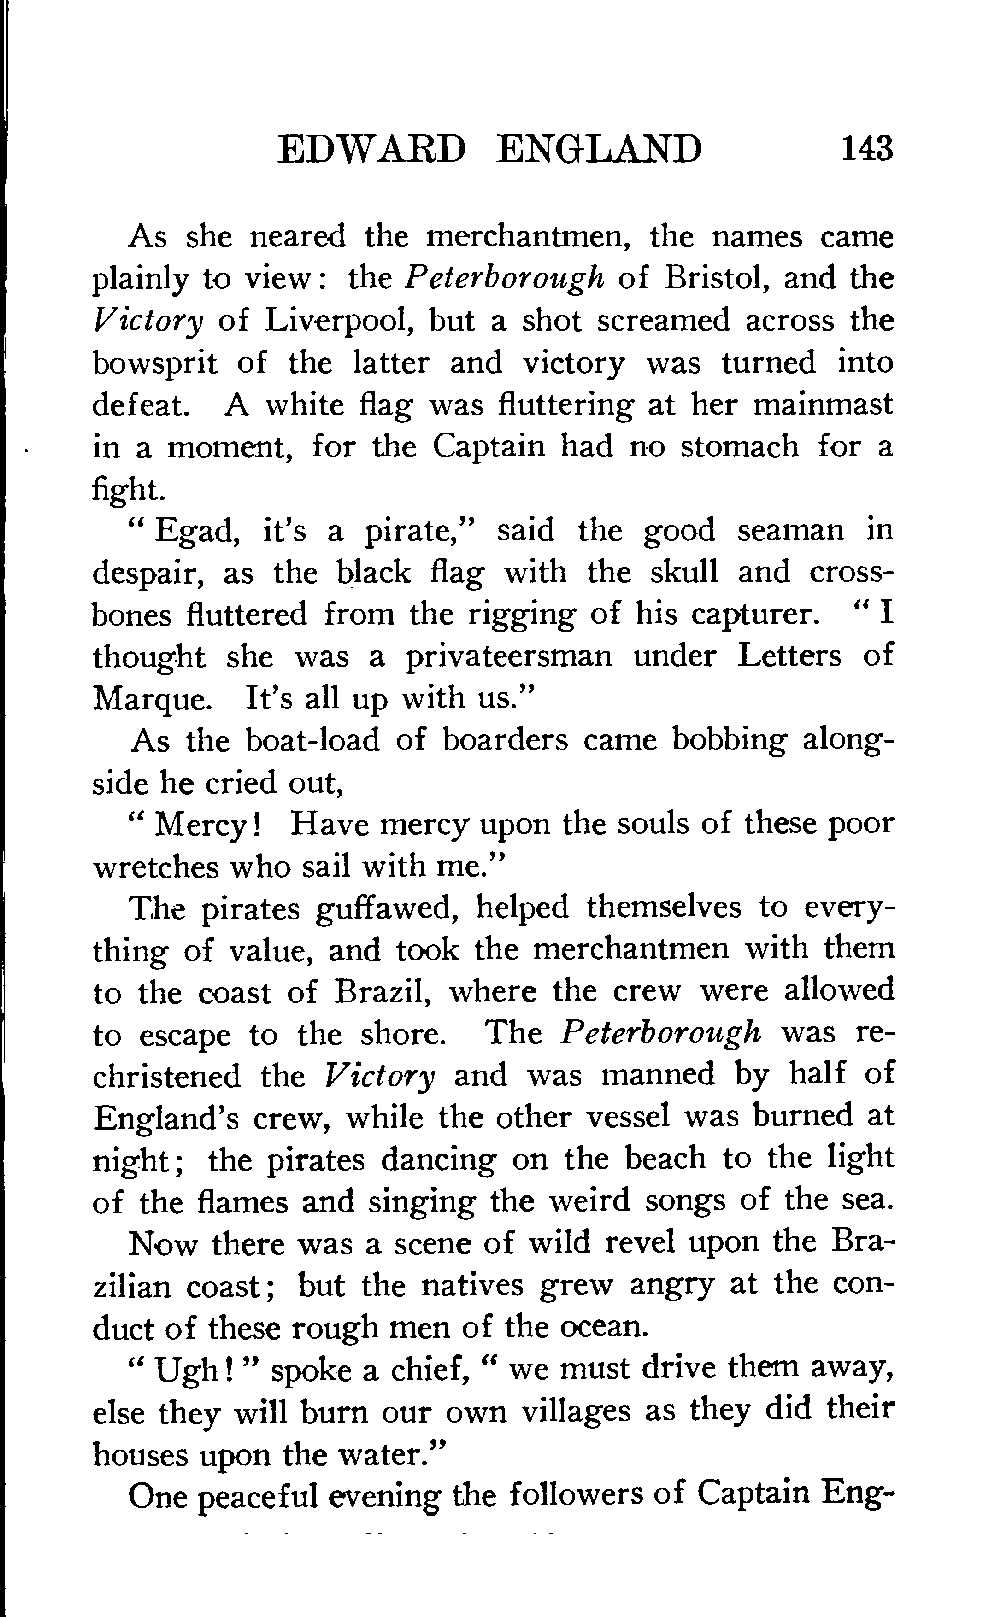 EDWARD ENGLAND 143
As she neared the merchantmen, the names came
plainly to view: the Peterborough of Bristol, and the
Victory of Liverpool, but a shot screamed across the
bowsprit of the latter and victory was turned into
defeat. A white flag was fluttering at her mainmast
in a moment, for the Captain had no stomach for a
fight.
" Egad, it's a pirate," said the good seaman in
despair, as the black flag with the skull and cross-
bones fluttered from the rigging of his capturer. " I
thought she was a privateersman under Letters of
Marque. It's all up with us."
As the boat-load of boarders came bobbing along-
side he cried out,
" Mercy! Have mercy upon the souls of these poor
wretches who sail with me."
The pirates guffawed, helped themselves to every-
thing of value, and took the merchantmen with them
to the coast of Brazil, where the crew were allowed
to escape to the shore. The Peterborough was re-
christened the Victory and was manned by half of
England's crew, while the other vessel was burned at
night; the pirates dancing on the beach to the light
of the flames and singing the weird songs of the sea.
Now there was a scene of wild revel upon the Bra-
zilian coast; but the natives grew angry at the con-
duct of these rough men of the ocean.
" Ugh! " spoke a chief, " we must drive them away,
else they will burn our own villages as they did their
houses upon the water."
One peaceful evening the followers of Captain Eng-